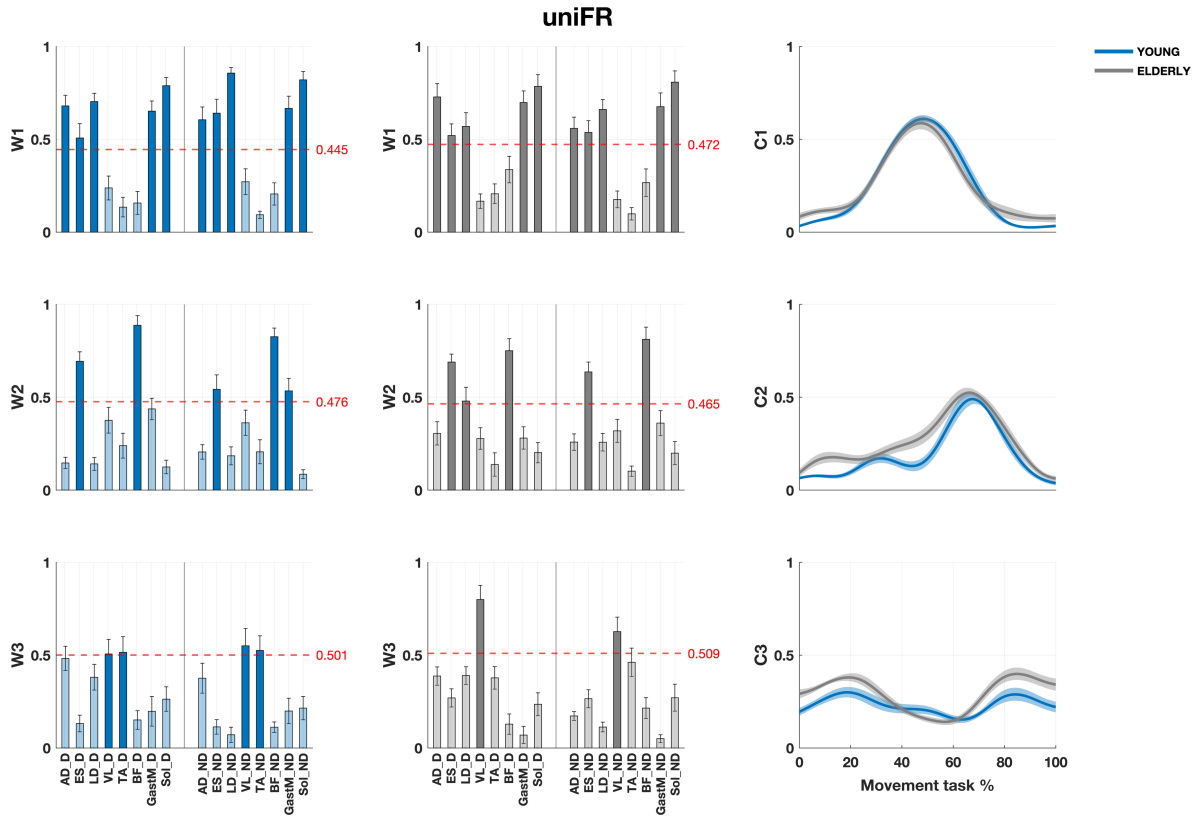 uniFR
YOUNG
ELDERLY
W1
1
0.5
0
0.445
W1
1
0.5
0
0.472
C1
1
0.5
0
W2
1
0.5
0
0.476
W2
1
0.5
0
0.465
C2
1
0.5
0
W3
1
0.5
0
0.501
AD_D
ES_D
LD_D
VL_D
TA_D
BF_D
GastM_D
Sol_D
AD_ND
ES_ND
LD_ND
VL_ND
TA_ND
BF_ND
GastM_ND
Sol_ND
W3
1
0.5
0
0.509
AD_D
ES_D
LD_D
VL_D
TA_D
BF_D
GastM_D
Sol_D
AD_ND
ES_ND
LD_ND
VL_ND
TA_ND
BF_ND
GastM_ND
Sol_ND
C3
1
0.5
0
0 20 40 60 80 100
Movement task %